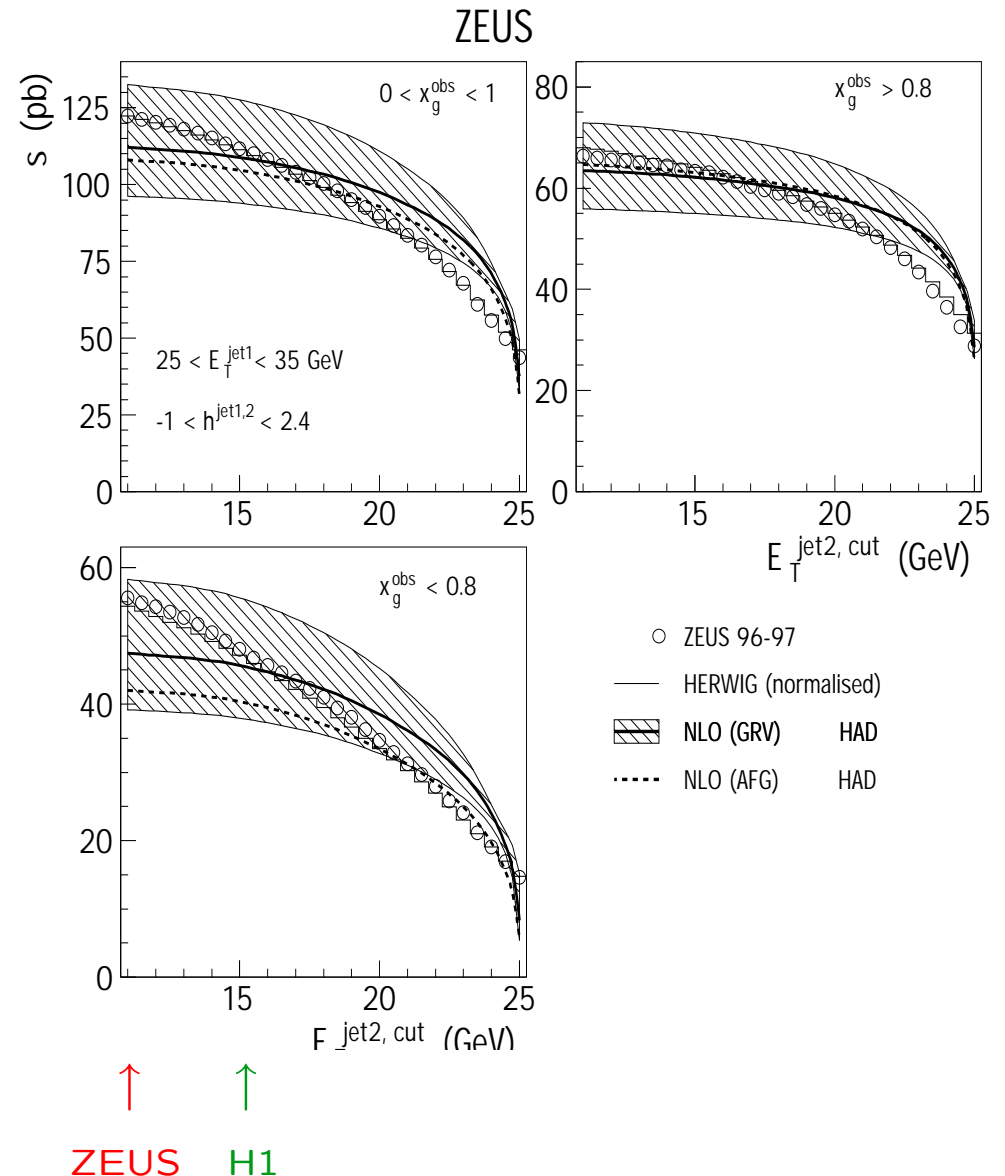 ZEUS
s (pb)
0 < x_g^obs < 1
25 < E_T^jet1 < 35 GeV
-1 < h^jet1,2 < 2.4
125
100
75
50
25
0
15 20 25
x_g^obs > 0.8
80
60
40
20
0
15 20 25
E_T^jet2, cut (GeV)
x_g^obs < 0.8
60
40
20
0
15 20 25
E^jet2, cut (GeV)
ZEUS 96-97
HERWIG (normalised)
NLO (GRV) HAD
NLO (AFG) HAD
↑ ↑
ZEUS H1